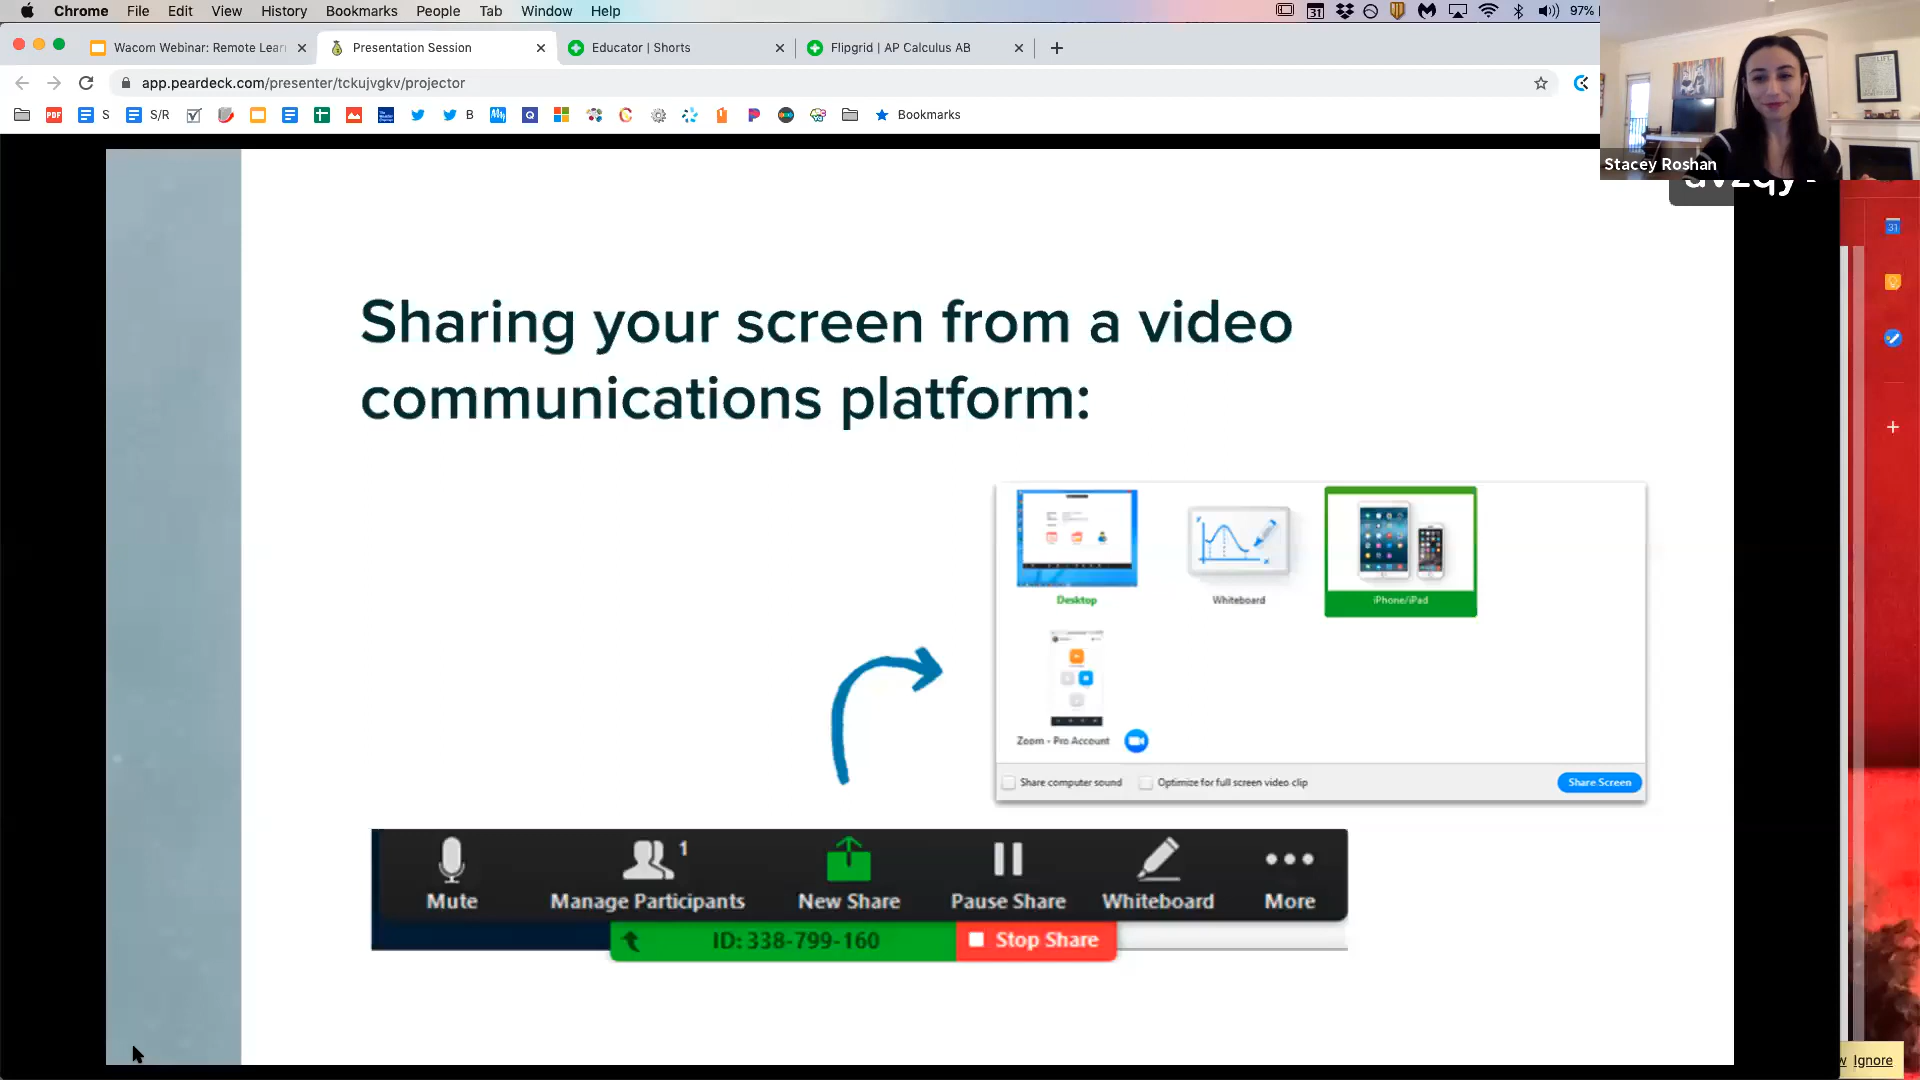 Chrome File Edit View History Bookmarks People Tab Window Help
31
97%
Wacom Webinar: Remote Lear
Presentation Session
Educator | Shorts
Flipgrid | AP Calculus AB
app.peardeck.com/presenter/tckujvgkv/projector
PDF
S
S/R
B
Bookmarks
Stacey Roshan
31
Sharing your screen from a video
communications platform:
Desktop
Whiteboard
iPhone/iPad
Zoom - Pro Account
Share computer sound
Optimize for full screen video clip
Share Screen
1
Mute
Manage Participants
New Share
Pause Share
Whiteboard
More
ID: 338-799-160
Stop Share
Ignore